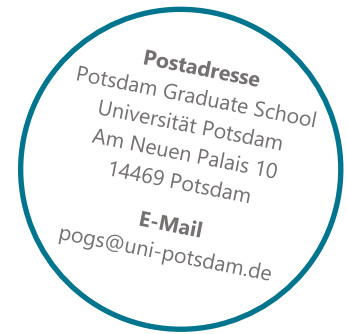 Postadresse
Potsdam Graduate School
Universität Potsdam
Am Neuen Palais 10
14469 Potsdam
E-Mail
pogs@uni-potsdam.de